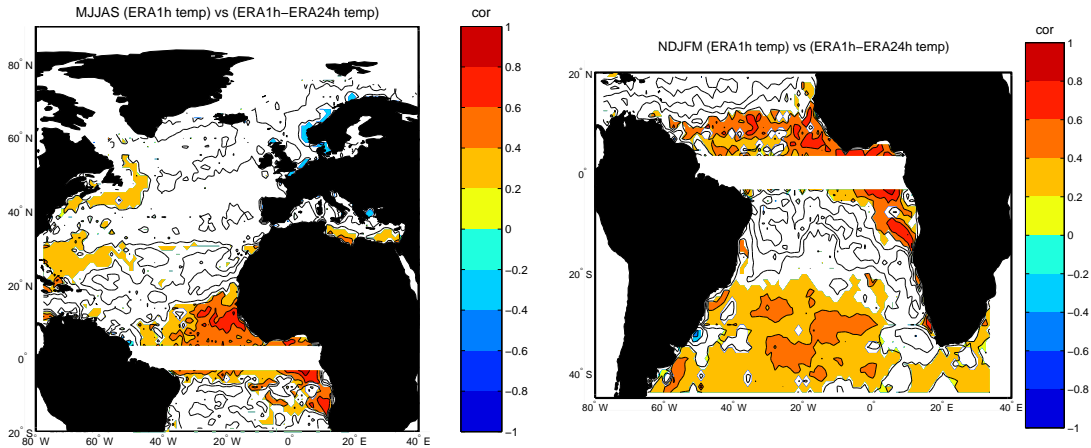 MJJAS (ERA1h temp) vs (ERA1h−ERA24h temp)
cor
80° N
60° N
40° N
20° N
0°
20° S
80° W
60° W
40° W
20° W
0°
20° E
40° E
1
0.8
0.6
0.4
0.2
0
−0.2
−0.4
−0.6
−0.8
−1
NDJFM (ERA1h temp) vs (ERA1h−ERA24h temp)
cor
20° N
0°
20° S
40° S
80° W
60° W
40° W
20° W
0°
20° E
40° E
1
0.8
0.6
0.4
0.2
0
−0.2
−0.4
−0.6
−0.8
−1